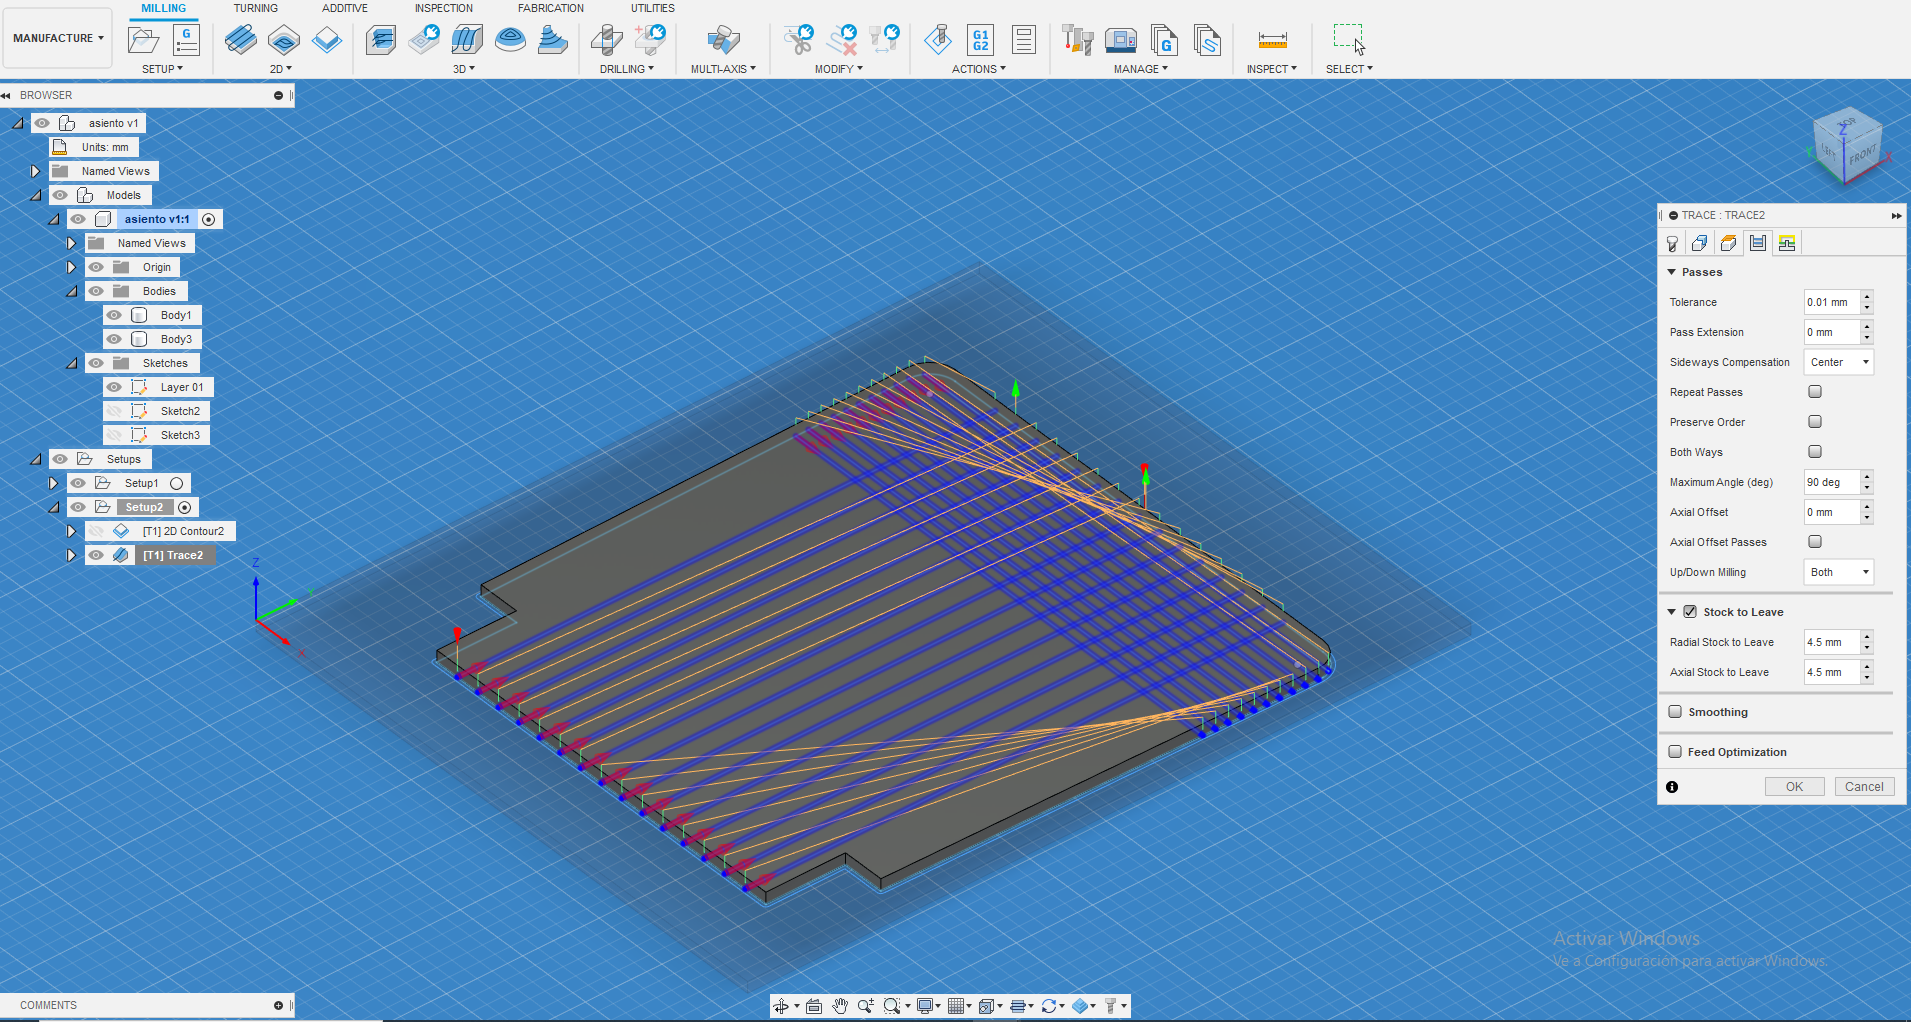 MILLING TURNING ADDITIVE INSPECTION FABRICATION UTILITIES
MANUFACTURE
G
G1
G2
G
SETUP 2D 3D DRILLING MULTI-AXIS MODIFY ACTIONS MANAGE INSPECT SELECT
BROWSER
asiento v1
Units: mm
Named Views
Models
asiento v1:1
Named Views
Origin
Bodies
Body1
Body3
Sketches
Layer 01
Sketch2
Sketch3
Setups
Setup1
Setup2
[T1] 2D Contour2
[T1] Trace2
Z
Y
X
TOP
Z
LEFT
FRONT
Y
X
TRACE : TRACE2
Passes
Tolerance 0.01 mm
Pass Extension 0 mm
Sideways Compensation Center
Repeat Passes
Preserve Order
Both Ways
Maximum Angle (deg) 90 deg
Axial Offset 0 mm
Axial Offset Passes
Up/Down Milling Both
Stock to Leave
Radial Stock to Leave 4.5 mm
Axial Stock to Leave 4.5 mm
Smoothing
Feed Optimization
OK Cancel
Activar Windows
Ve a Configuración para activar Windows.
COMMENTS